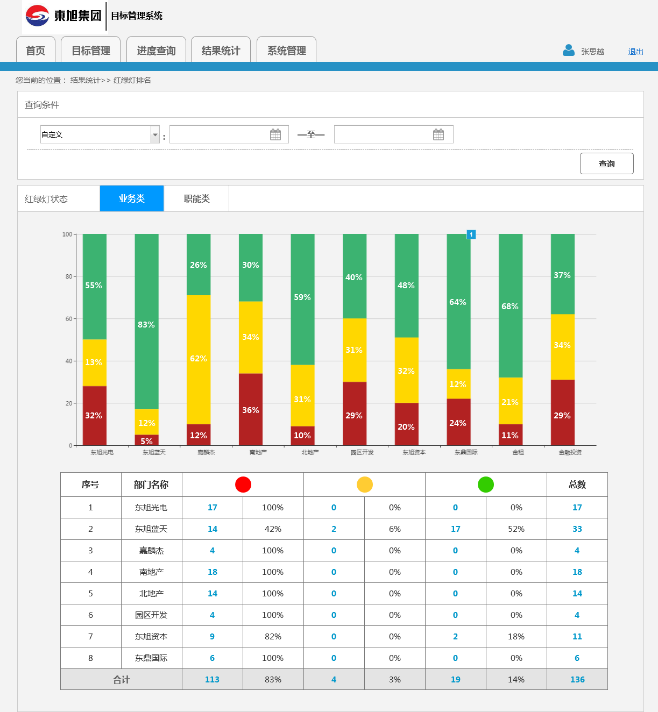 東旭集团 目标管理系统
首页 目标管理 进度查询 结果统计 系统管理 张思越 退出
您当前的位置：结果统计>> 红绿灯排名
查询条件
自定义 : —至—
查询
红绿灯状态 业务类 职能类
100 1
26% 30% 40% 37%
55% 59% 48% 64% 68%
80
83%
62% 34% 31% 34%
60
13% 32%
40
12% 31% 12% 21%
32% 36% 29% 29%
20
5% 12% 10% 20% 24% 11%
0
东旭光电 东旭蓝天 嘉麟杰 南地产 北地产 园区开发 东旭资本 东鼎国际 金租 金融投资
序号 部门名称 总数
1 东旭光电 17 100% 0 0% 0 0% 17
2 东旭蓝天 14 42% 2 6% 17 52% 33
3 嘉麟杰 4 100% 0 0% 0 0% 4
4 南地产 18 100% 0 0% 0 0% 18
5 北地产 14 100% 0 0% 0 0% 14
6 园区开发 4 100% 0 0% 0 0% 4
7 东旭资本 9 82% 0 0% 2 18% 11
8 东鼎国际 6 100% 0 0% 0 0% 6
合计 113 83% 4 3% 19 14% 136